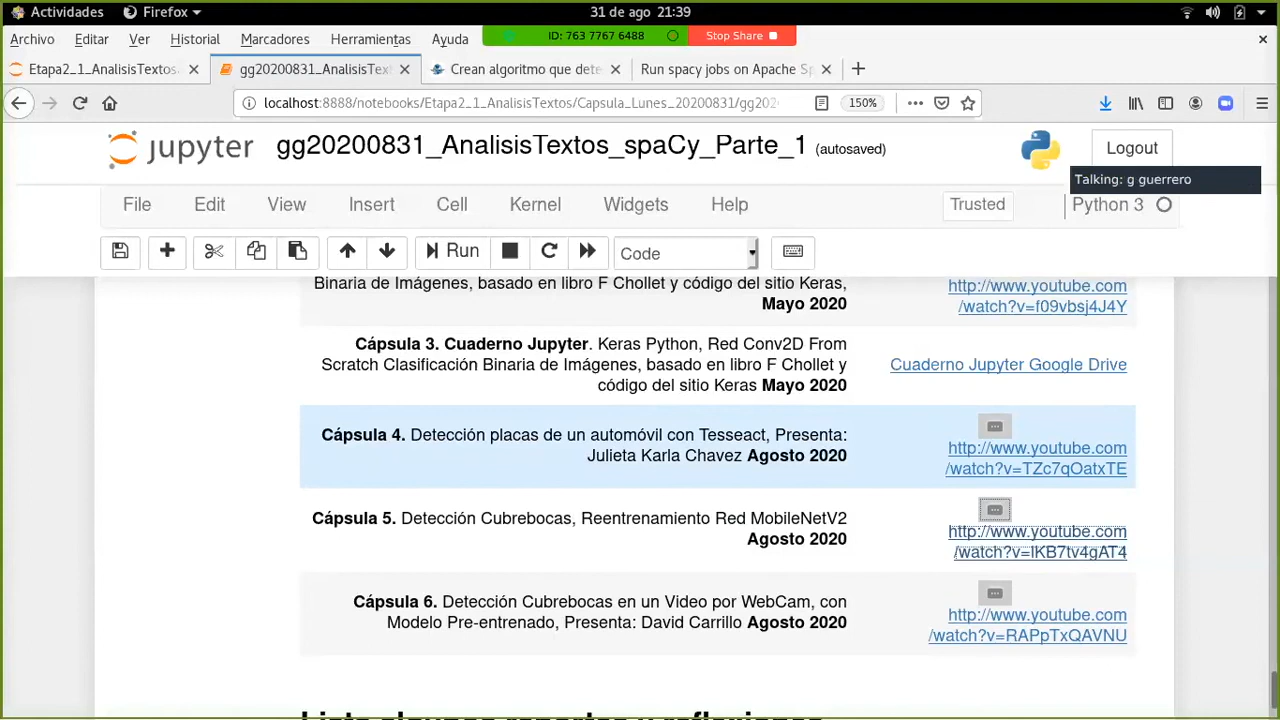 Actividades
Firefox
31 de ago 21:39
Archivo Editar Ver Historial Marcadores Herramientas Ayuda
ID: 763 7767 6488 Stop Share
Etapa2_1_AnalisisTextos
gg20200831_AnalisisTex
Crean algoritmo que dete
Run spacy jobs on Apache Sp
localhost:8888/notebooks/Etapa2_1_AnalisisTextos/Capsula_Lunes_20200831/gg202 150%
jupyter gg20200831_AnalisisTextos_spaCy_Parte_1 (autosaved)
Logout
Talking: g guerrero
File Edit View Insert Cell Kernel Widgets Help
Trusted Python 3
Run Code
Binaria de Imágenes, basado en libro F Chollet y código del sitio Keras,
Mayo 2020
http://www.youtube.com
/watch?v=f09vbsj4J4Y
Cápsula 3. Cuaderno Jupyter. Keras Python, Red Conv2D From
Scratch Clasificación Binaria de Imágenes, basado en libro F Chollet y
código del sitio Keras Mayo 2020
Cuaderno Jupyter Google Drive
Cápsula 4. Detección placas de un automóvil con Tesseact, Presenta:
Julieta Karla Chavez Agosto 2020
http://www.youtube.com
/watch?v=TZc7qOatxTE
Cápsula 5. Detección Cubrebocas, Reentrenamiento Red MobileNetV2
Agosto 2020
http://www.youtube.com
/watch?v=lKB7tv4gAT4
Cápsula 6. Detección Cubrebocas en un Video por WebCam, con
Modelo Pre-entrenado, Presenta: David Carrillo Agosto 2020
http://www.youtube.com
/watch?v=RAPpTxQAVNU